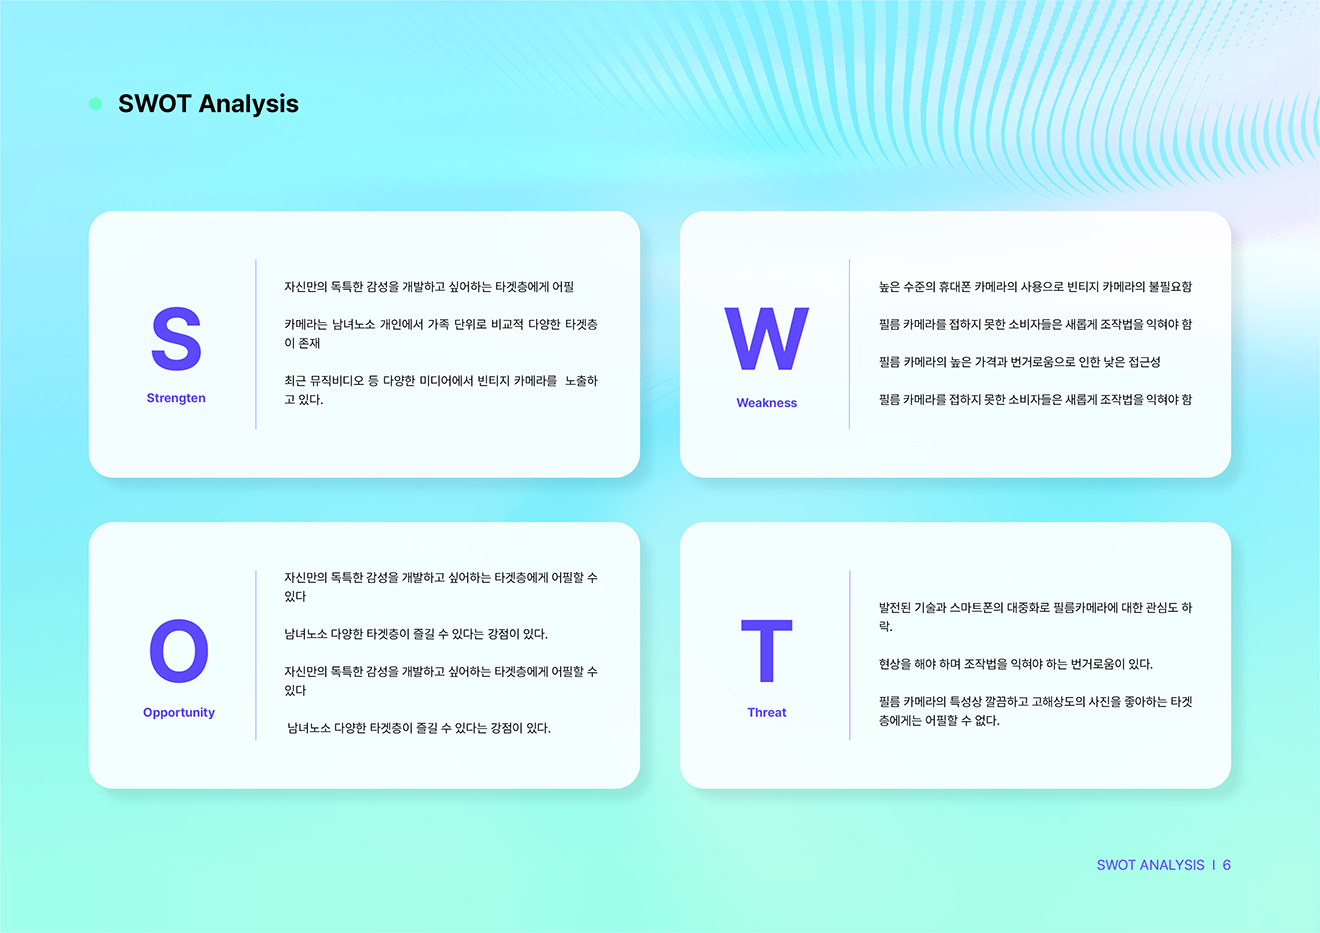 SWOT Analysis
S
Strengten
자신만의 독특한 감성을 개발하고 싶어하는 타겟층에게 어필
카메라는 남녀노소 개인에서 가족 단위로 비교적 다양한 타겟층
이 존재
최근 뮤직비디오 등 다양한 미디어에서 빈티지 카메라를 노출하
고 있다.
W
Weakness
높은 수준의 휴대폰 카메라의 사용으로 빈티지 카메라의 불필요함
필름 카메라를 접하지 못한 소비자들은 새롭게 조작법을 익혀야 함
필름 카메라의 높은 가격과 번거로움으로 인한 낮은 접근성
필름 카메라를 접하지 못한 소비자들은 새롭게 조작법을 익혀야 함
O
Opportunity
자신만의 독특한 감성을 개발하고 싶어하는 타겟층에게 어필할 수
있다
남녀노소 다양한 타겟층이 즐길 수 있다는 강점이 있다.
자신만의 독특한 감성을 개발하고 싶어하는 타겟층에게 어필할 수
있다
남녀노소 다양한 타겟층이 즐길 수 있다는 강점이 있다.
T
Threat
발전된 기술과 스마트폰의 대중화로 필름카메라에 대한 관심도 하
락.
현상을 해야 하며 조작법을 익혀야 하는 번거로움이 있다.
필름 카메라의 특성상 깔끔하고 고해상도의 사진을 좋아하는 타겟
층에게는 어필할 수 없다.
SWOT ANALYSIS | 6